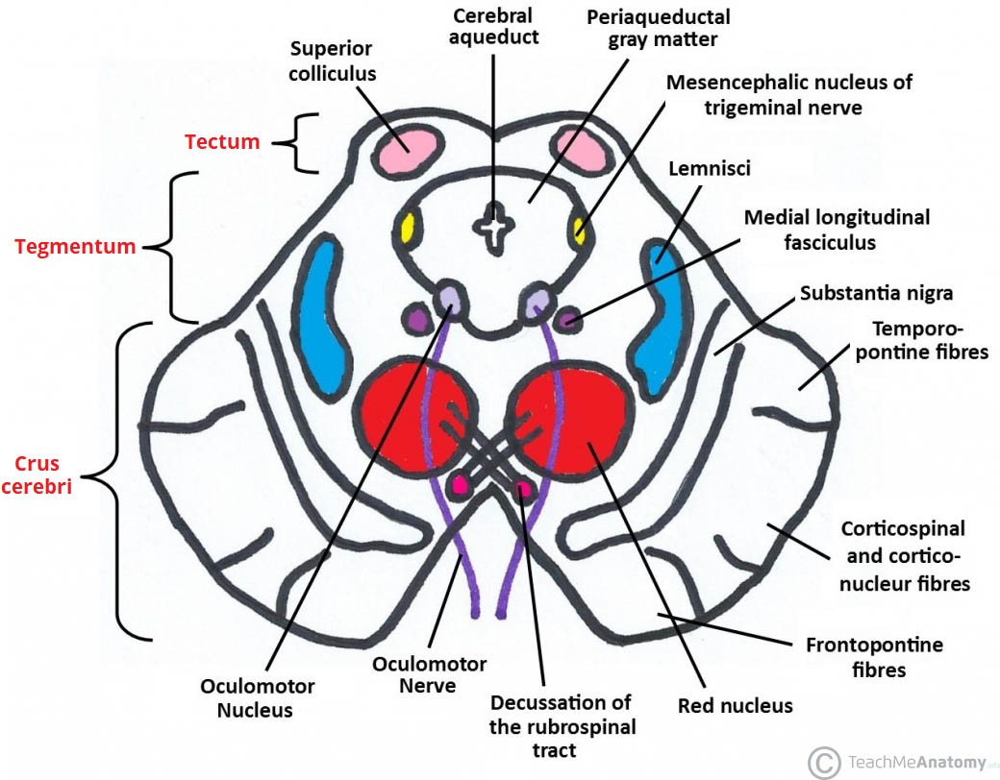 Cerebral
aqueduct
Periaqueductal
gray matter
Superior
colliculus
Mesencephalic nucleus of
trigeminal nerve
Tectum
Lemnisci
Medial longitudinal
fasciculus
Tegmentum
Substantia nigra
Temporo-
pontine fibres
Crus
cerebri
Corticospinal
and cortico-
nucleur fibres
Frontopontine
fibres
Oculomotor
Nucleus
Oculomotor
Nerve
Decussation of
the rubrospinal
tract
Red nucleus
© TeachMeAnatomy